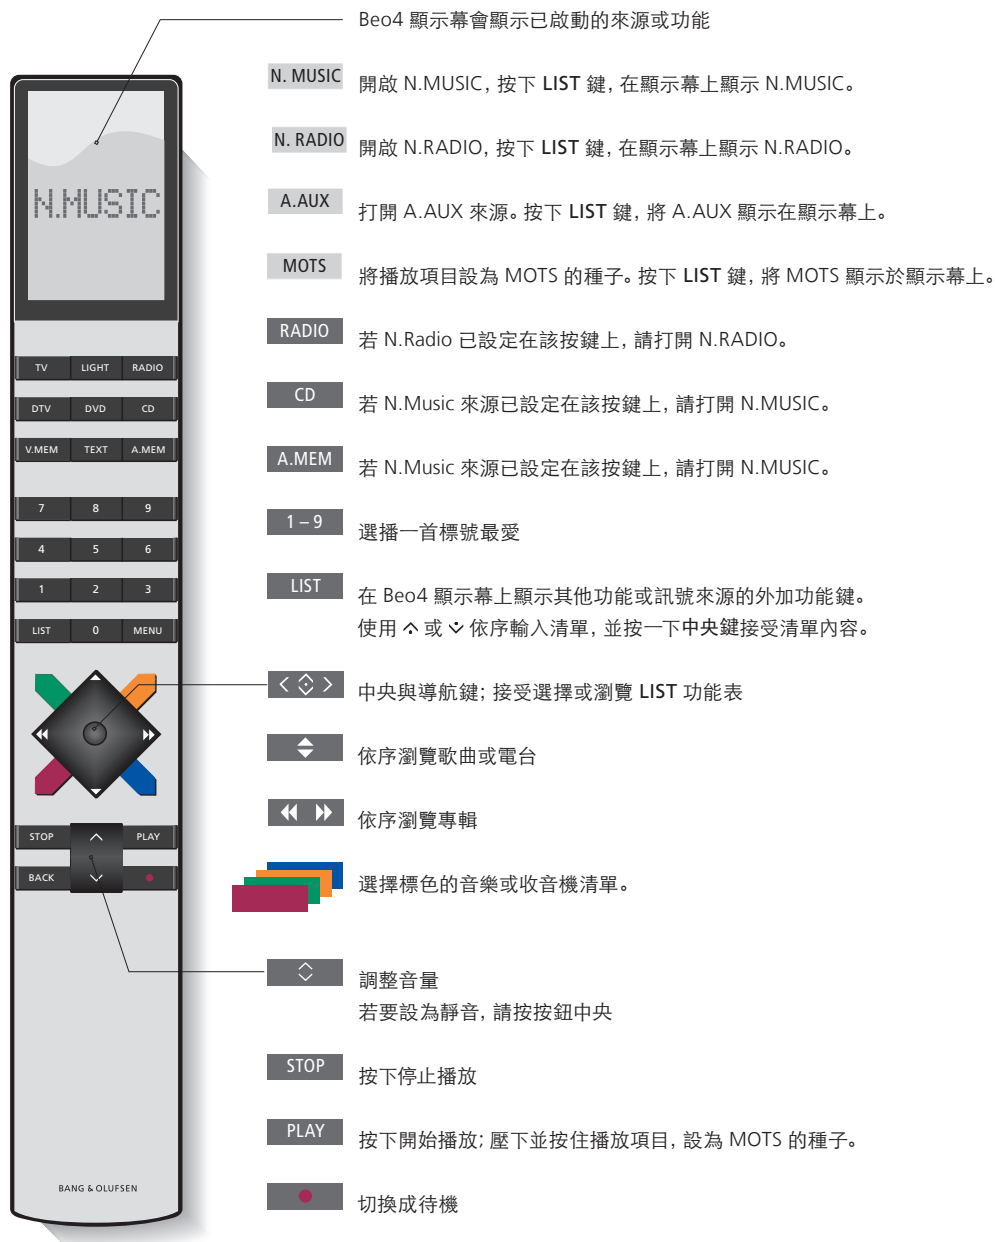 Beo4 顯示幕會顯示已啟動的來源或功能
N. MUSIC 開啟 N.MUSIC, 按下 LIST 鍵, 在顯示幕上顯示 N.MUSIC。
N. RADIO 開啟 N.RADIO, 按下 LIST 鍵, 在顯示幕上顯示 N.RADIO。
A.AUX 打開 A.AUX 來源。按下 LIST 鍵, 將 A.AUX 顯示在顯示幕上。
MOTS 將播放項目設為 MOTS 的種子。按下 LIST 鍵, 將 MOTS 顯示於顯示幕上。
RADIO 若 N.Radio 已設定在該按鍵上, 請打開 N.RADIO。
CD 若 N.Music 來源已設定在該按鍵上, 請打開 N.MUSIC。
A.MEM 若 N.Music 來源已設定在該按鍵上, 請打開 N.MUSIC。
1 – 9 選播一首標號最愛
LIST 在 Beo4 顯示幕上顯示其他功能或訊號來源的外加功能鍵。
使用 或 依序輸入清單, 並按一下中央鍵接受清單內容。
中央與導航鍵; 接受選擇或瀏覽 LIST 功能表
依序瀏覽歌曲或電台
依序瀏覽專輯
選擇標色的音樂或收音機清單。
調整音量
若要設為靜音, 請按按鈕中央
STOP 按下停止播放
PLAY 按下開始播放; 壓下並按住播放項目, 設為 MOTS 的種子。
切換成待機
N.MUSIC
TV LIGHT RADIO
DTV DVD CD
V.MEM TEXT A.MEM
7 8 9
4 5 6
1 2 3
LIST 0 MENU
STOP PLAY
BACK
BANG & OLUFSEN